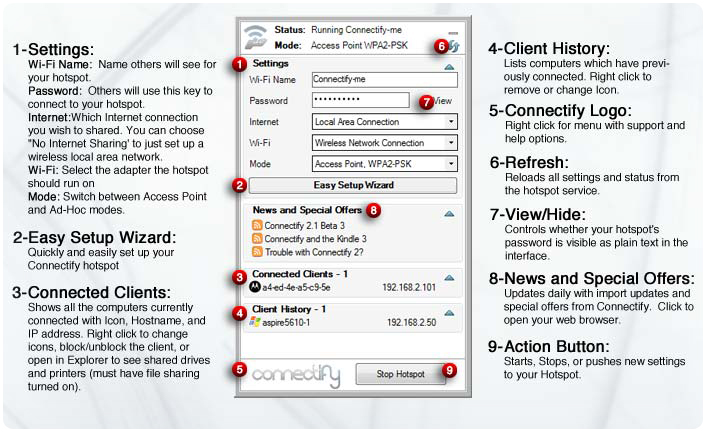 1-Settings:
Wi-Fi Name: Name others will see for
your hotspot.
Password: Others will use this key to
connect to your hotspot.
Internet:Which Internet connection
you wish to shared. You can choose
"No Internet Sharing' to just set up a
wireless local area network.
Wi-Fi: Select the adapter the hotspot
should run on
Mode: Switch between Access Point
and Ad-Hoc modes.
2-Easy Setup Wizard:
Quickly and easily set up your
Connectify hotspot
3-Connected Clients:
Shows all the computers currently
connected with Icon, Hostname, and
IP address. Right click to change
icons, block/unblock the client, or
open in Explorer to see shared drives
and printers (must have file sharing
turned on).
Status: Running Connectify-me
Mode: Access Point WPA2-PSK
6
1 Settings
Wi-Fi Name Connectify-me
Password •••••••••• 7 View
Internet Local Area Connection
Wi-Fi Wireless Network Connection
Mode Access Point, WPA2-PSK
2 Easy Setup Wizard
News and Special Offers 8
Connectify 2.1 Beta 3
Connectify and the Kindle 3
Trouble with Connectify 2?
3 Connected Clients - 1
a4-ed-4e-a5-c9-5e 192.168.2.101
4 Client History - 1
aspire5610-1 192.168.2.50
5 connectify Stop Hotspot 9
4-Client History:
Lists computers which have previ-
ously connected. Right click to
remove or change Icon.
5-Connectify Logo:
Right click for menu with support and
help options.
6-Refresh:
Reloads all settings and status from
the hotspot service.
7-View/Hide:
Controls whether your hotspot's
password is visible as plain text in the
interface.
8-News and Special Offers:
Updates daily with import updates and
special offers from Connectify. Click to
open your web browser.
9-Action Button:
Starts, Stops, or pushes new settings
to your Hotspot.